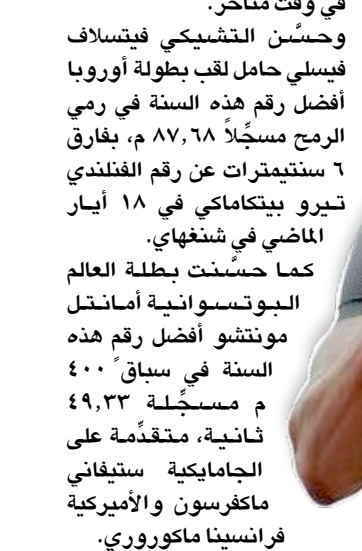 في وقت متأخر.
وحسَّن التشيكي فيتسلاف
فيسلي حامل لقب بطولة أوروبا
أفضل رقم هذه السنة في رمي
الرمح مسجِّلاً ٨٧,٦٨ م، بفارق
٦ سنتيمترات عن رقم الفنلندي
تيرو بيتكاماكي في ١٨ أيار
الماضي في شنغهاي.
كما حسَّنت بطلة العالم
البوتسوانية أمانتل
مونتشو أفضل رقم هذه
السنة في سباق ٤٠٠
م مسجِّلة ٤٩,٣٣
ثانية، متقدِّمة على
الجامايكية ستيفاني
ماكفرسون والأميركية
فرانسينا ماكوروري.